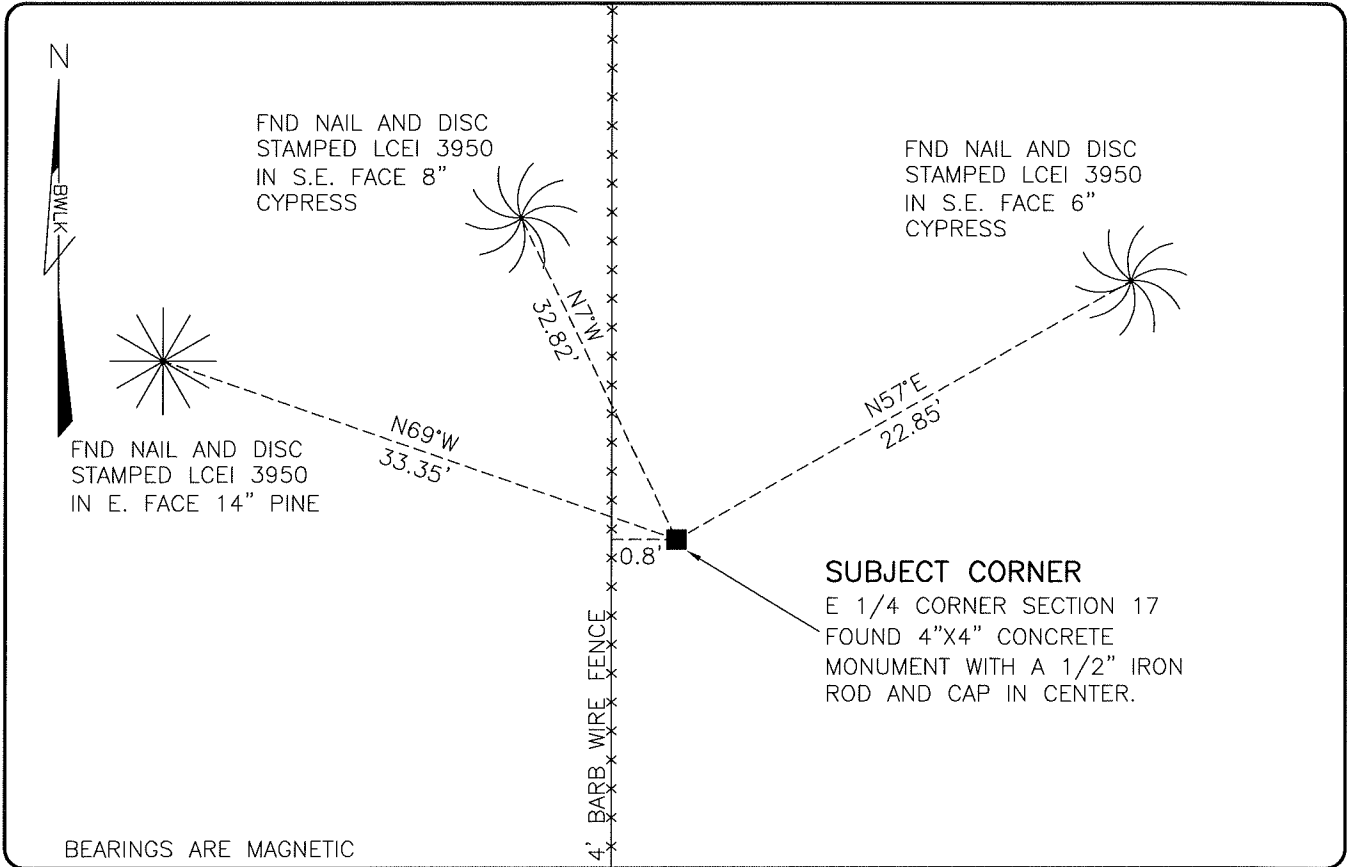 N
BWLK
FND NAIL AND DISC
STAMPED LCEI 3950
IN S.E. FACE 8"
CYPRESS
FND NAIL AND DISC
STAMPED LCEI 3950
IN S.E. FACE 6"
CYPRESS
N7°W
32.82'
N57°E
22.85'
N69°W
33.35'
FND NAIL AND DISC
STAMPED LCEI 3950
IN E. FACE 14" PINE
0.8'
SUBJECT CORNER
E 1/4 CORNER SECTION 17
FOUND 4"X4" CONCRETE
MONUMENT WITH A 1/2" IRON
ROD AND CAP IN CENTER.
4' BARB WIRE FENCE
BEARINGS ARE MAGNETIC